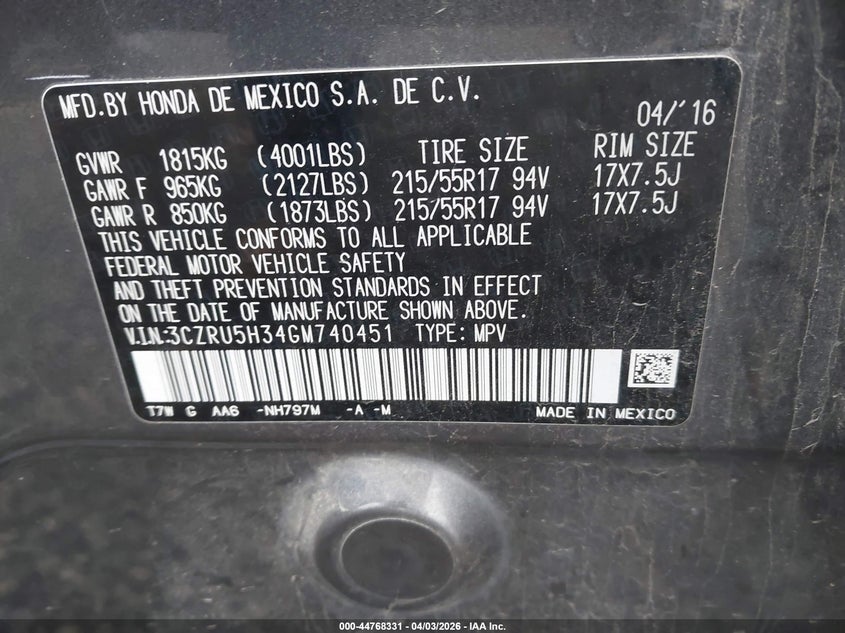 MFD.BY HONDA DE MEXICO S.A. DE C.V.
04/'16
GVWR 1815KG (4001LBS) TIRE SIZE RIM SIZE
GAWR F 965KG (2127LBS) 215/55R17 94V 17X7.5J
GAWR R 850KG (1873LBS) 215/55R17 94V 17X7.5J
THIS VEHICLE CONFORMS TO ALL APPLICABLE
FEDERAL MOTOR VEHICLE SAFETY
AND THEFT PREVENTION STANDARDS IN EFFECT
ON THE DATE OF MANUFACTURE SHOWN ABOVE.
V.I.N.:3CZRU5H34GM740451 TYPE: MPV
T7W G AA6 -NH797M -A -M MADE IN MEXICO
000-44768331 - 04/03/2026 - IAA Inc.